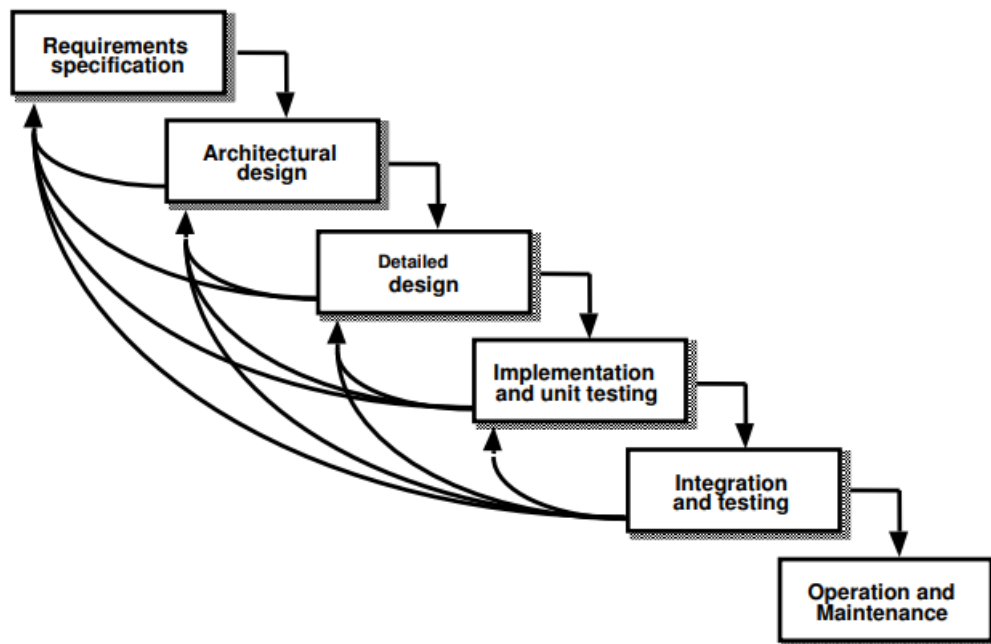 Requirements
specification
Architectural
design
Detailed
design
Implementation
and unit testing
Integration
and testing
Operation and
Maintenance